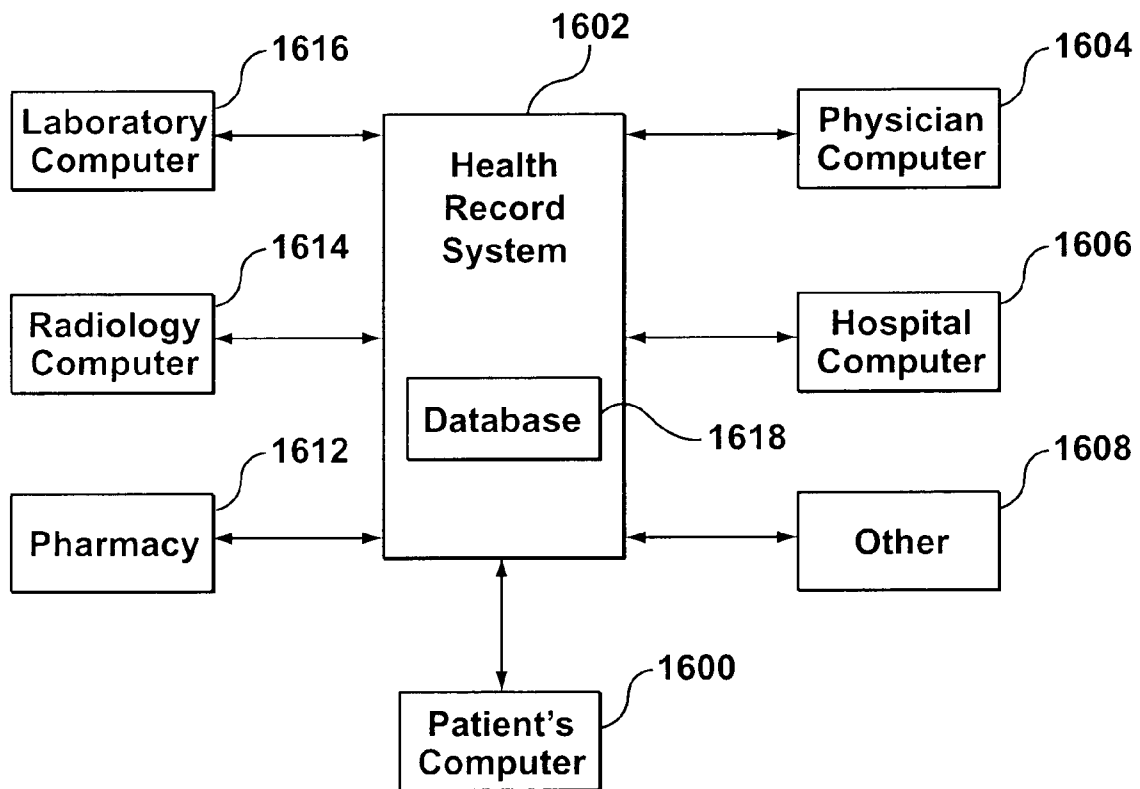 1616
1602
1604
Laboratory
Computer
Health
Record
System
Physician
Computer
1614
1606
Radiology
Computer
Hospital
Computer
Database
1618
1612
1608
Pharmacy
Other
1600
Patient's
Computer